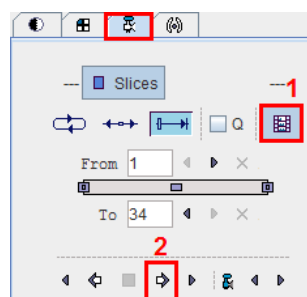 --- Slices ---
1
Q
From 1
To 34
2